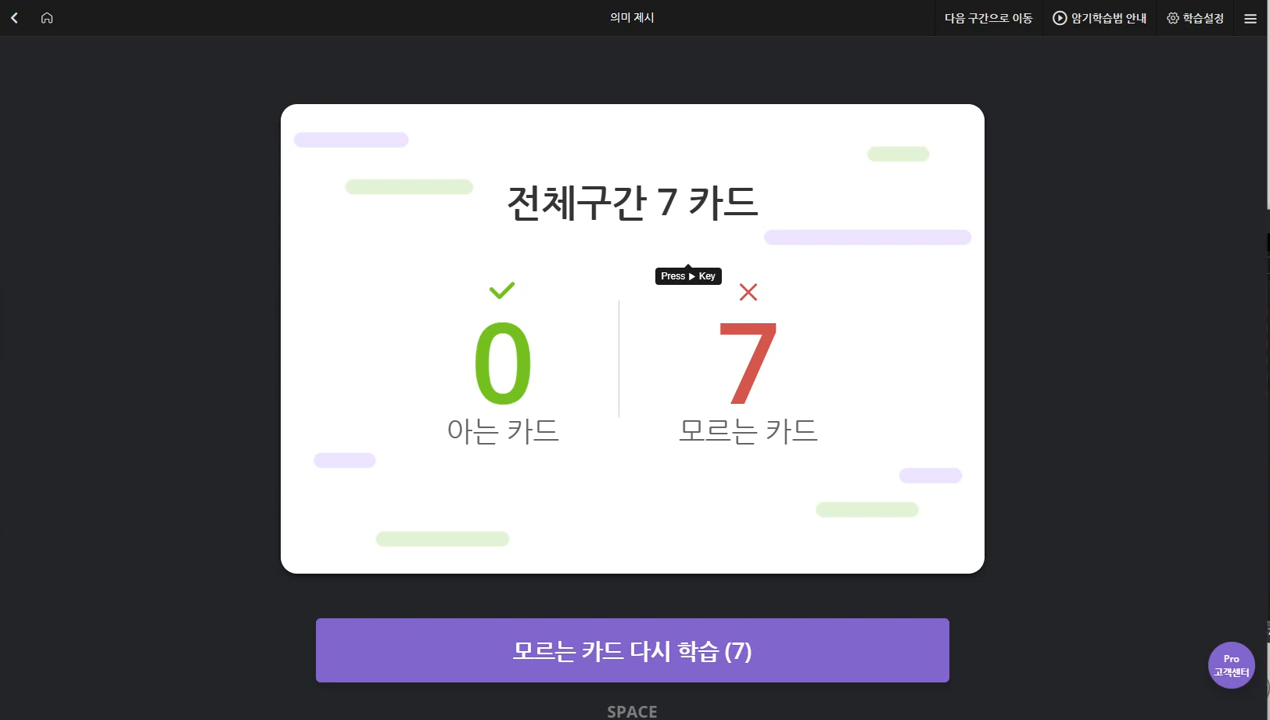 의미 제시
다음 구간으로 이동
암기학습법 안내
학습설정
전체구간 7 카드
Press ▶ Key
0
7
아는 카드
모르는 카드
모르는 카드 다시 학습 (7)
SPACE
Pro
고객센터